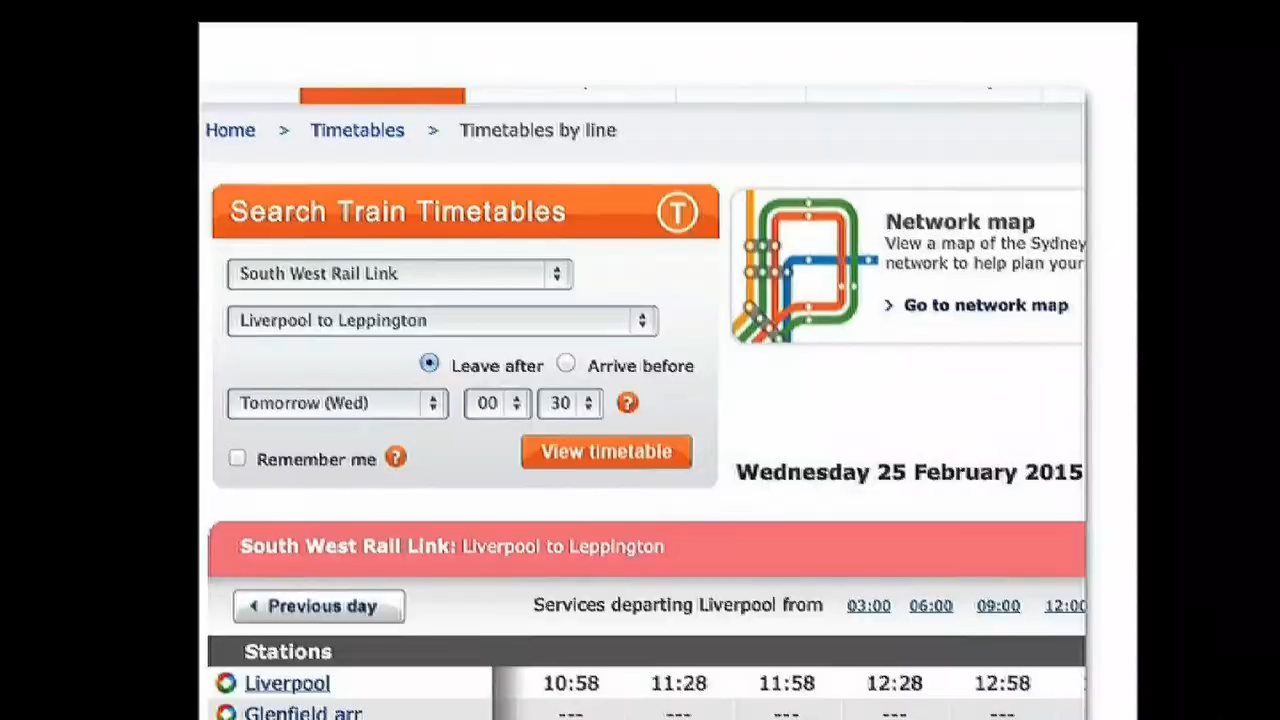 Home > Timetables > Timetables by line
Search Train Timetables T
South West Rail Link
Liverpool to Leppington
Leave after Arrive before
Tomorrow (Wed) 00 30 ?
Remember me ? View timetable
Network map
View a map of the Sydney
network to help plan your
> Go to network map
Wednesday 25 February 2015
South West Rail Link: Liverpool to Leppington
Previous day Services departing Liverpool from 03:00 06:00 09:00 12:00
Stations
Liverpool 10:58 11:28 11:58 12:28 12:58
Glenfield arr --- --- --- --- ---